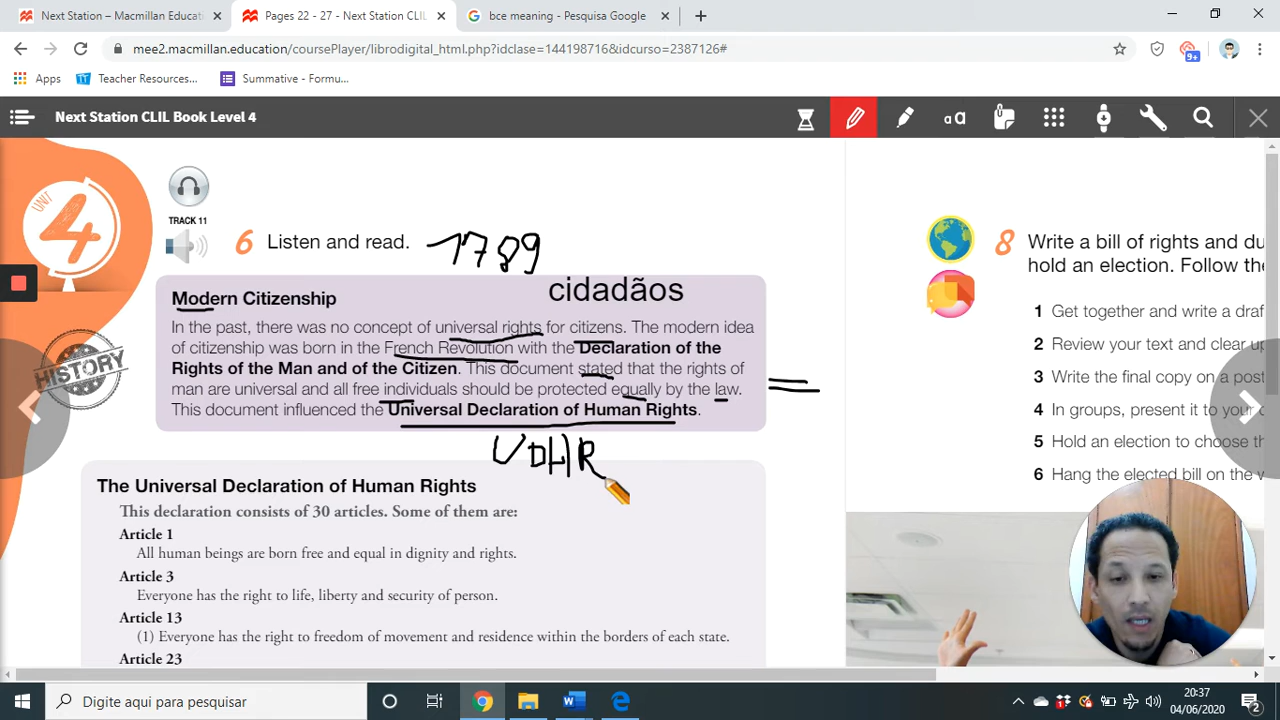 Next Station – Macmillan Educati
Pages 22 - 27 - Next Station CLIL
bce meaning - Pesquisa Google
mee2.macmillan.education/coursePlayer/librodigital_html.php?idclase=144198716&idcurso=2387126#
9+
Apps
Teacher Resources...
Summative - Formu...
Next Station CLIL Book Level 4
aa
UNIT
4
TRACK 11
6 Listen and read.
1789
cidadãos
Modern Citizenship
In the past, there was no concept of universal rights for citizens. The modern idea
of citizenship was born in the French Revolution with the Declaration of the
Rights of the Man and of the Citizen. This document stated that the rights of
man are universal and all free individuals should be protected equally by the law.
This document influenced the Universal Declaration of Human Rights.
HISTORY
UDHR
The Universal Declaration of Human Rights
This declaration consists of 30 articles. Some of them are:
Article 1
All human beings are born free and equal in dignity and rights.
Article 3
Everyone has the right to life, liberty and security of person.
Article 13
(1) Everyone has the right to freedom of movement and residence within the borders of each state.
Article 23
8 Write a bill of rights and du
hold an election. Follow the
1 Get together and write a draf
2 Review your text and clear u
3 Write the final copy on a post
4 In groups, present it to your c
5 Hold an election to choose th
6 Hang the elected bill on the w
Digite aqui para pesquisar
20:37
04/06/2020
2